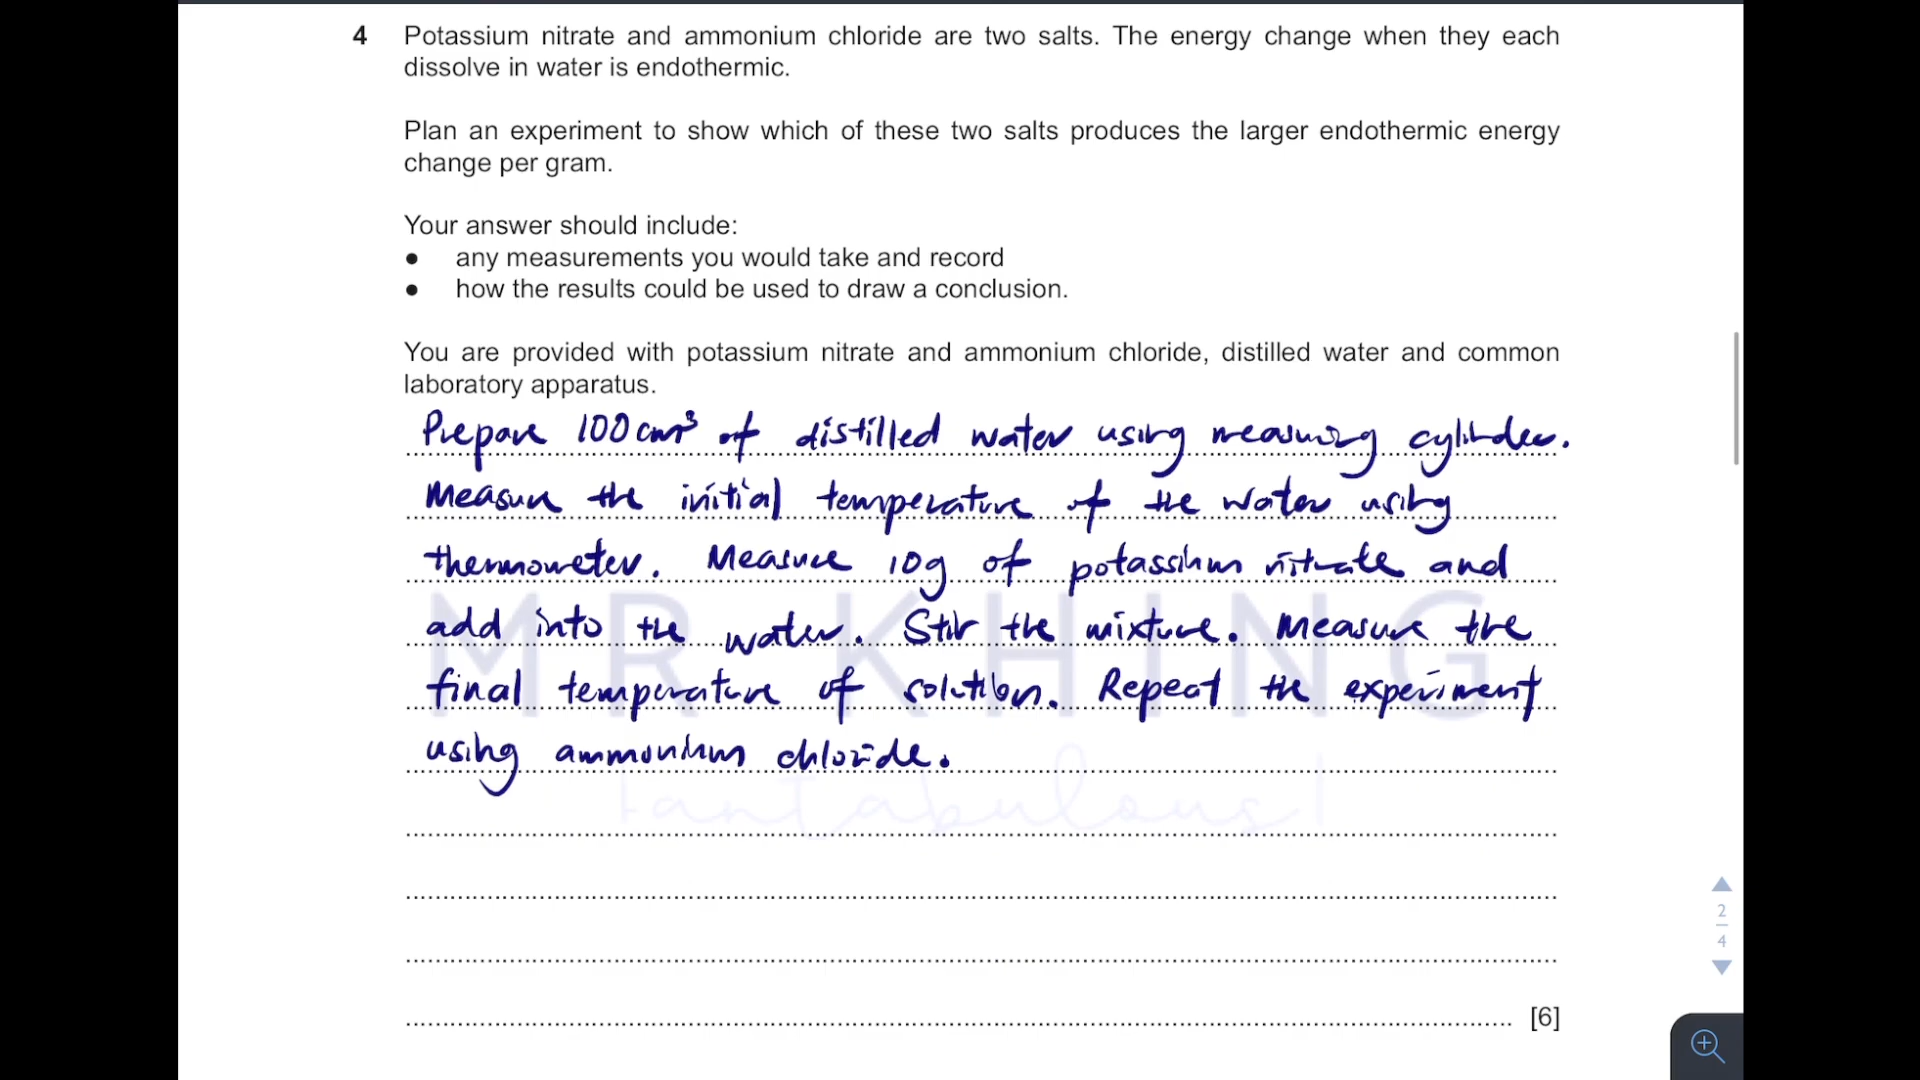 4 Potassium nitrate and ammonium chloride are two salts. The energy change when they each
dissolve in water is endothermic.
Plan an experiment to show which of these two salts produces the larger endothermic energy
change per gram.
Your answer should include:
● any measurements you would take and record
● how the results could be used to draw a conclusion.
You are provided with potassium nitrate and ammonium chloride, distilled water and common
laboratory apparatus.
Prepare 100cm³ of distilled water using measuring cylinder.
Measure the initial temperature of the water using
thermometer. Measure 10g of potassium nitrate and
add into the water. Stir the mixture. Measure the
final temperature of solution. Repeat the experiment
using ammonium chloride.
MR KHING
fantabulous!
[6]
2
4